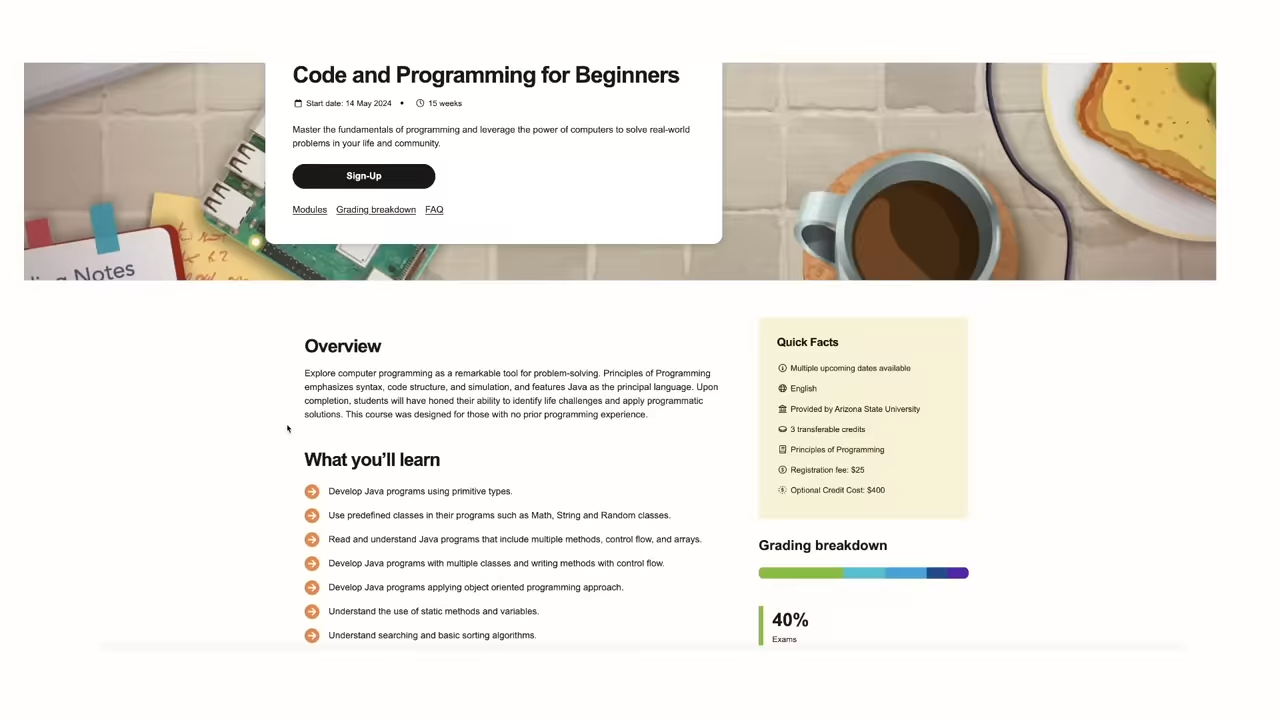 Code and Programming for Beginners
Start date: 14 May 2024 • 15 weeks
Master the fundamentals of programming and leverage the power of computers to solve real-world
problems in your life and community.
Sign-Up
Modules Grading breakdown FAQ
Notes
Overview
Explore computer programming as a remarkable tool for problem-solving. Principles of Programming
emphasizes syntax, code structure, and simulation, and features Java as the principal language. Upon
completion, students will have honed their ability to identify life challenges and apply programmatic
solutions. This course was designed for those with no prior programming experience.
What you’ll learn
Develop Java programs using primitive types.
Use predefined classes in their programs such as Math, String and Random classes.
Read and understand Java programs that include multiple methods, control flow, and arrays.
Develop Java programs with multiple classes and writing methods with control flow.
Develop Java programs applying object oriented programming approach.
Understand the use of static methods and variables.
Understand searching and basic sorting algorithms.
Quick Facts
Multiple upcoming dates available
English
Provided by Arizona State University
3 transferable credits
Principles of Programming
Registration fee: $25
Optional Credit Cost: $400
Grading breakdown
40%
Exams